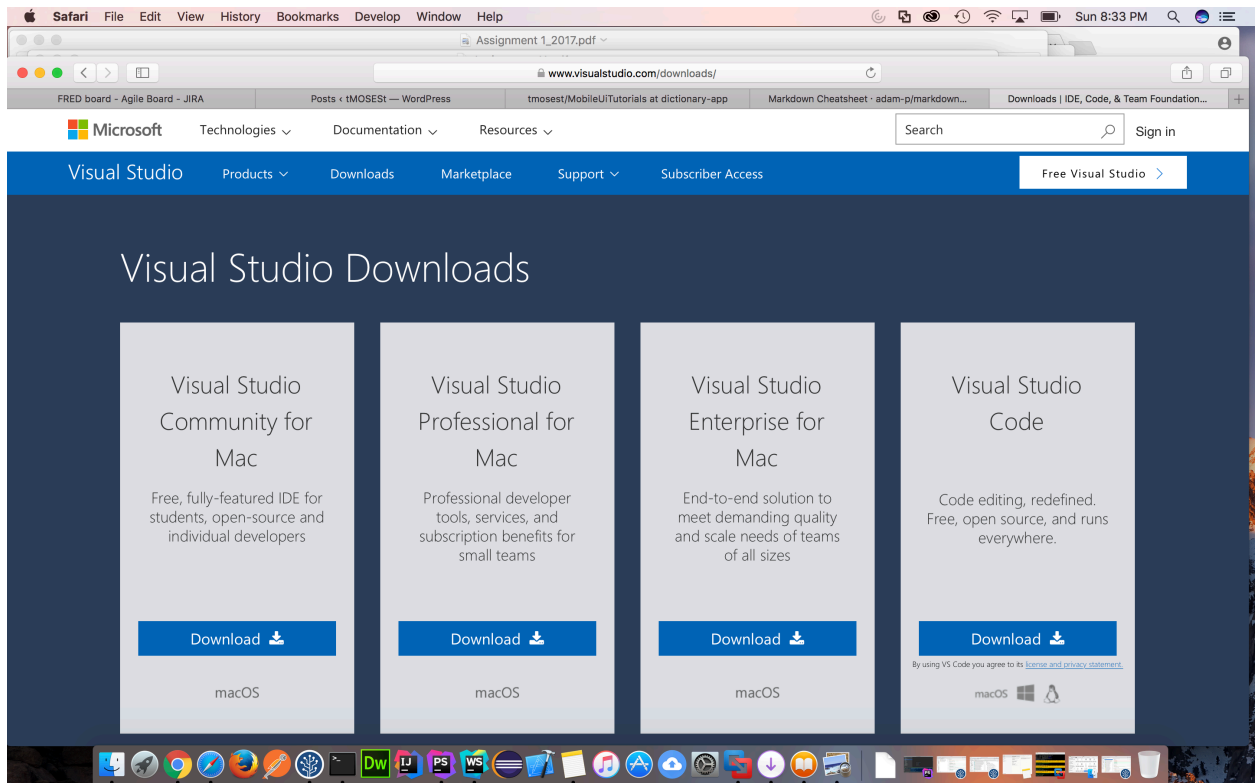 Safari File Edit View History Bookmarks Develop Window Help Sun 8:33 PM
Assignment 1_2017.pdf
www.visualstudio.com/downloads/
FRED board - Agile Board - JIRA Posts ‹ tMOSESt — WordPress tmosest/MobileUiTutorials at dictionary-app Markdown Cheatsheet · adam-p/markdown... Downloads | IDE, Code, & Team Foundation...
Microsoft Technologies Documentation Resources Search Sign in
Visual Studio Products Downloads Marketplace Support Subscriber Access Free Visual Studio
Visual Studio Downloads
Visual Studio
Community for
Mac
Free, fully-featured IDE for
students, open-source and
individual developers
Download
macOS
Visual Studio
Professional for
Mac
Professional developer
tools, services, and
subscription benefits for
small teams
Download
macOS
Visual Studio
Enterprise for
Mac
End-to-end solution to
meet demanding quality
and scale needs of teams
of all sizes
Download
macOS
Visual Studio
Code
Code editing, redefined.
Free, open source, and runs
everywhere.
Download
By using VS Code you agree to its license and privacy statement.
macOS
Dw IJ PS WS